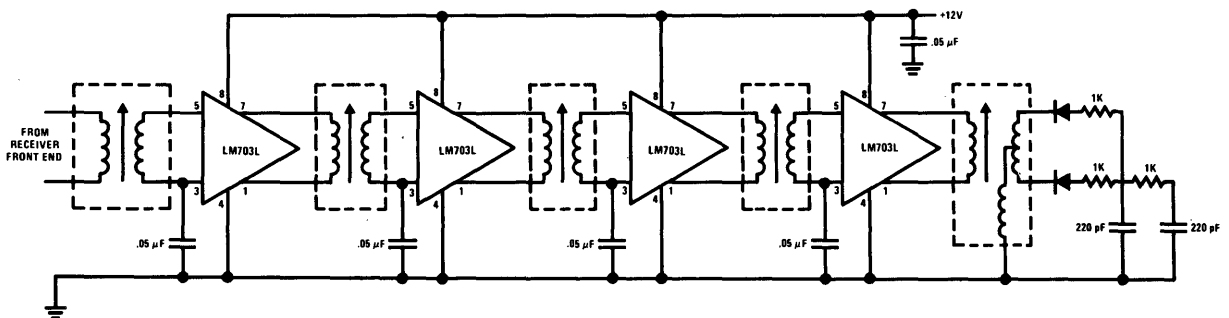 +12V
.05 µF
FROM
RECEIVER
FRONT END
5
8
7
LM703L
3
4
1
.05 µF
5
8
7
LM703L
3
4
1
.05 µF
5
8
7
LM703L
3
4
1
.05 µF
5
8
7
LM703L
3
4
1
.05 µF
1K
1K
1K
220 pF
220 pF